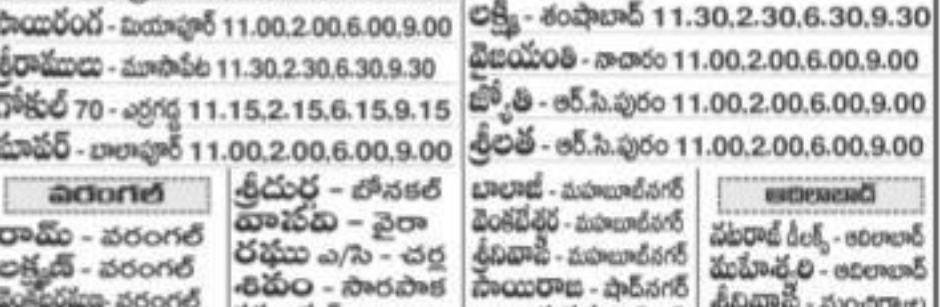 సాయిరంగ - మియాపూర్ 11.00,2.00,6.00,9.00
శ్రీరాములు - మూసాపేట 11.30,2.30,6.30,9.30
గోకుల్ 70 - ఎర్రగడ్డ 11.15,2.15,6.15,9.15
సూపర్ - బాలాపూర్ 11.00,2.00,6.00,9.00
లక్ష్మీ - శంషాబాద్ 11.30,2.30,6.30,9.30
వైజయంతి - నాచారం 11.00,2.00,6.00,9.00
జ్యోతి - ఆర్.సి.పురం 11.00,2.00,6.00,9.00
శ్రీలత - ఆర్.సి.పురం 11.00,2.00,6.00,9.00
వరంగల్
రామ్ - వరంగల్
లక్ష్మణ్ - వరంగల్
వరంగల్
శ్రీదుర్గ - బోనకల్
వాసవి - వైరా
రఘు ఎ/సి - చర్ల
శివం - సారపాక
బాలాజీ - మహబూబ్‌నగర్
వెంకటేశ్వర - మహబూబ్‌నగర్
శ్రీనివాస - మహబూబ్‌నగర్
సాయిరాజ - షాద్‌నగర్
ఆదిలాబాద్
నటరాజ్ డీలక్స్ - ఆదిలాబాద్
మహేశ్వరి - ఆదిలాబాద్
శ్రీనివాస - మంచిర్యాల